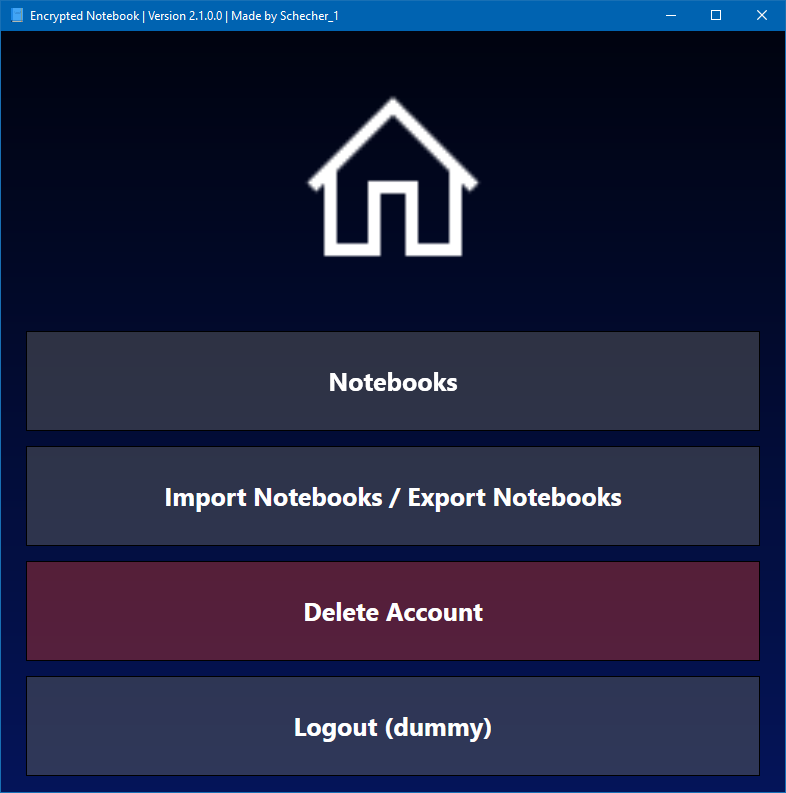 Encrypted Notebook | Version 2.1.0.0 | Made by Schecher_1
Notebooks
Import Notebooks / Export Notebooks
Delete Account
Logout (dummy)